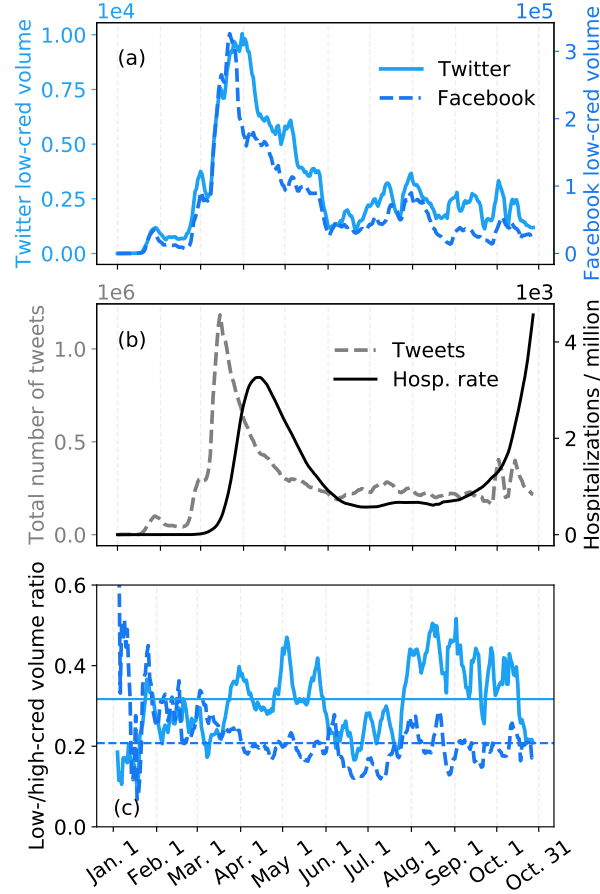 1e4
1e5
(a)
Twitter
Facebook
Twitter low-cred volume
1.00
0.75
0.50
0.25
0.00
Facebook low-cred volume
3
2
1
0
1e6
1e3
(b)
Tweets
Hosp. rate
Total number of tweets
1.0
0.5
0.0
Hospitalizations / million
4
2
0
Low-/high-cred volume ratio
0.6
0.4
0.2
0.0
(c)
Jan. 1
Feb. 1
Mar. 1
Apr. 1
May 1
Jun. 1
Jul. 1
Aug. 1
Sep. 1
Oct. 1
Oct. 31